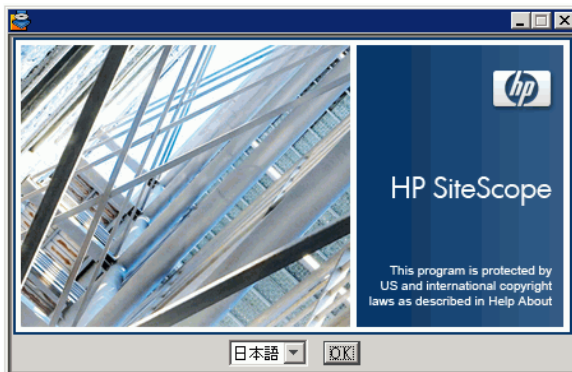 hp
HP SiteScope
This program is protected by
US and international copyright
laws as described in Help About
日本語
OK